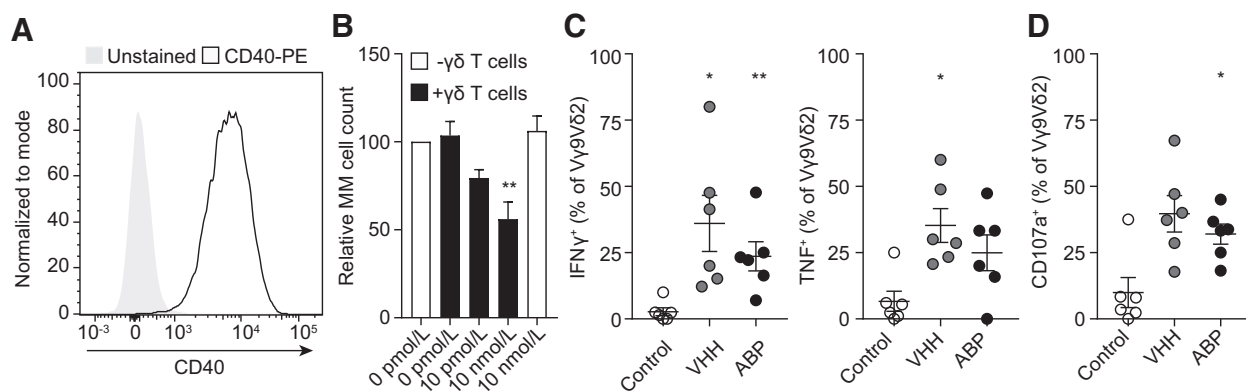 A
Unstained CD40-PE
Normalized to mode
100
80
60
40
20
0
10-3 0 10³ 10⁴ 10⁵
CD40
B
-γδ T cells
+γδ T cells
Relative MM cell count
150
100
50
0
0 pmol/L
0 pmol/L
10 pmol/L
10 nmol/L
10 nmol/L
**
C
IFNγ⁺ (% of Vγ9Vδ2)
100
75
50
25
0
* **
Control
VHH
ABP
TNF⁺ (% of Vγ9Vδ2)
100
75
50
25
0
*
Control
VHH
ABP
D
CD107a⁺ (% of Vγ9Vδ2)
100
75
50
25
0
*
Control
VHH
ABP